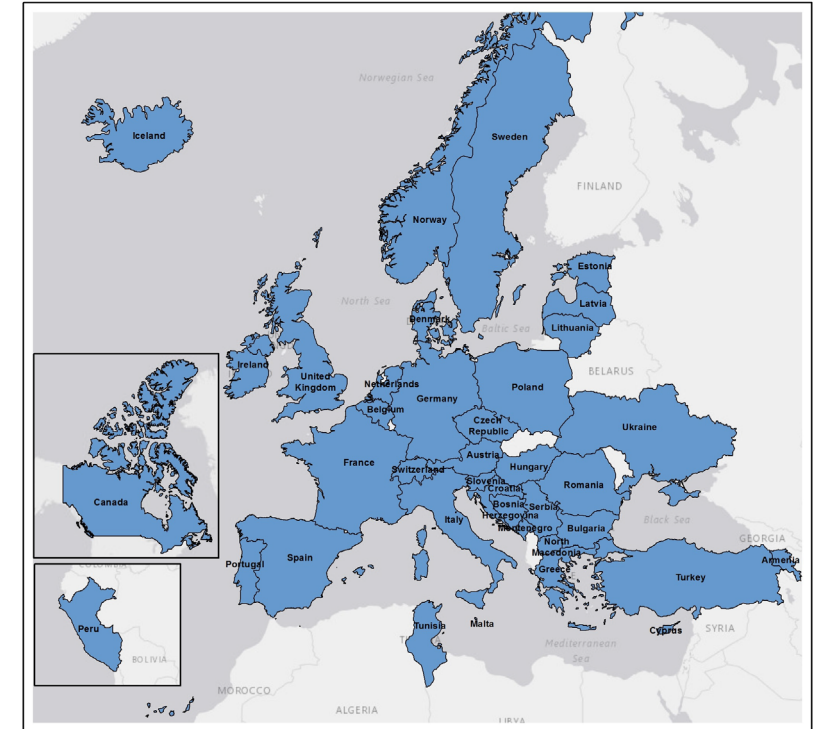 Norwegian Sea
Iceland
Sweden
FINLAND
Norway
Estonia
North Sea
Latvia
Denmark
Baltic Sea
Lithuania
Ireland
United
Kingdom
Netherlands
BELARUS
Poland
Germany
Belgium
Czech
Republic
Ukraine
France
Austria
Switzerland
Hungary
Slovenia
Croatia
Romania
Canada
Bosnia
Herzegovina
Serbia
Italy
Montenegro
Bulgaria
Black Sea
GEORGIA
North
Macedonia
Portugal
Spain
Greece
Turkey
Armenia
COLOMBIA
Peru
BOLIVIA
Tunisia
Malta
Cyprus
SYRIA
Mediterranean
Sea
MOROCCO
ALGERIA
LIBYA